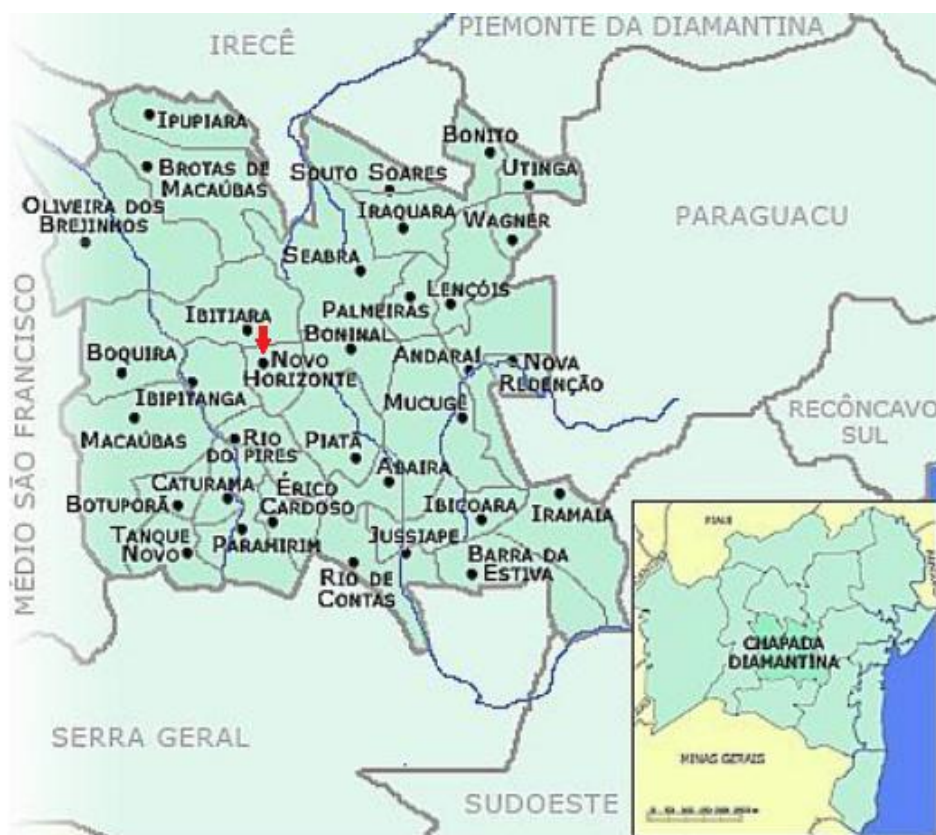 IRECÊ
PIEMONTE DA DIAMANTINA
IPUPIARA
BONITO
BROTAS DE
MACAÚBAS
SOUTO SOARES
UTINGA
OLIVEIRA DOS
BREJINHOS
IRAQUARA
WAGNER
PARAGUACU
SEABRA
LENÇÓIS
PALMEIRAS
IBITIARA
BONINAL
BOQUIRA
NOVO
HORIZONTE
ANDARAÍ
NOVA
REDENÇÃO
IBIPITANGA
MUCUGÊ
MÉDIO SÃO FRANCISCO
MACAÚBAS
RIO
DO PIRES
PIATÃ
RECÔNCAVO
SUL
ABAIRA
CATURAMA
ÉRICO
CARDOSO
BOTUPORÃ
IBICOARA
IRAMAIA
TANQUE
NOVO
PARAMIRIM
JUSSIAPE
BARRA DA
ESTIVA
RIO DE
CONTAS
PIAUÍ
CHAPADA
DIAMANTINA
SERRA GERAL
MINAS GERAIS
SUDOESTE